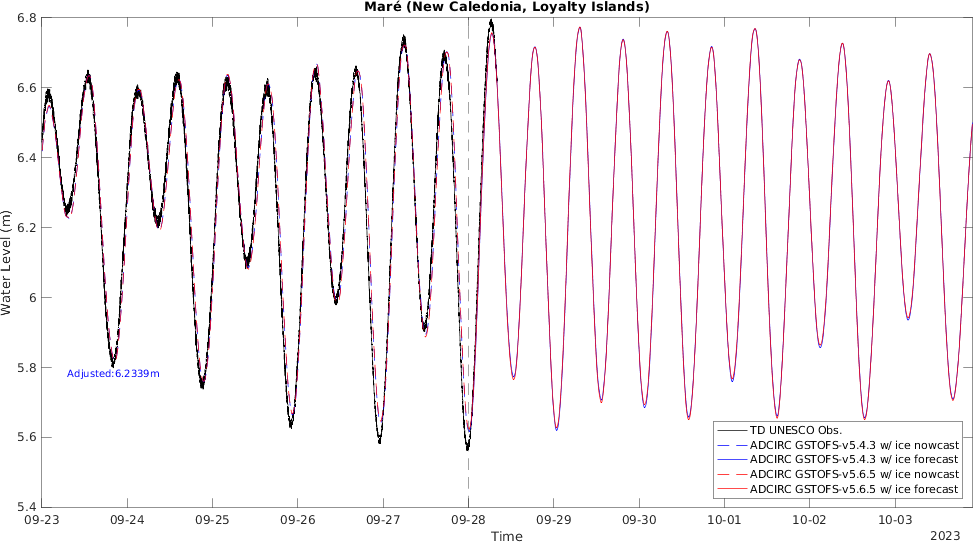 Maré (New Caledonia, Loyalty Islands)
6.8
6.6
6.4
6.2
6
5.8
5.6
5.4
Water Level (m)
Adjusted:6.2339m
TD UNESCO Obs.
ADCIRC GSTOFS-v5.4.3 w/ ice nowcast
ADCIRC GSTOFS-v5.4.3 w/ ice forecast
ADCIRC GSTOFS-v5.6.5 w/ ice nowcast
ADCIRC GSTOFS-v5.6.5 w/ ice forecast
09-23 09-24 09-25 09-26 09-27 09-28 09-29 09-30 10-01 10-02 10-03
Time
2023